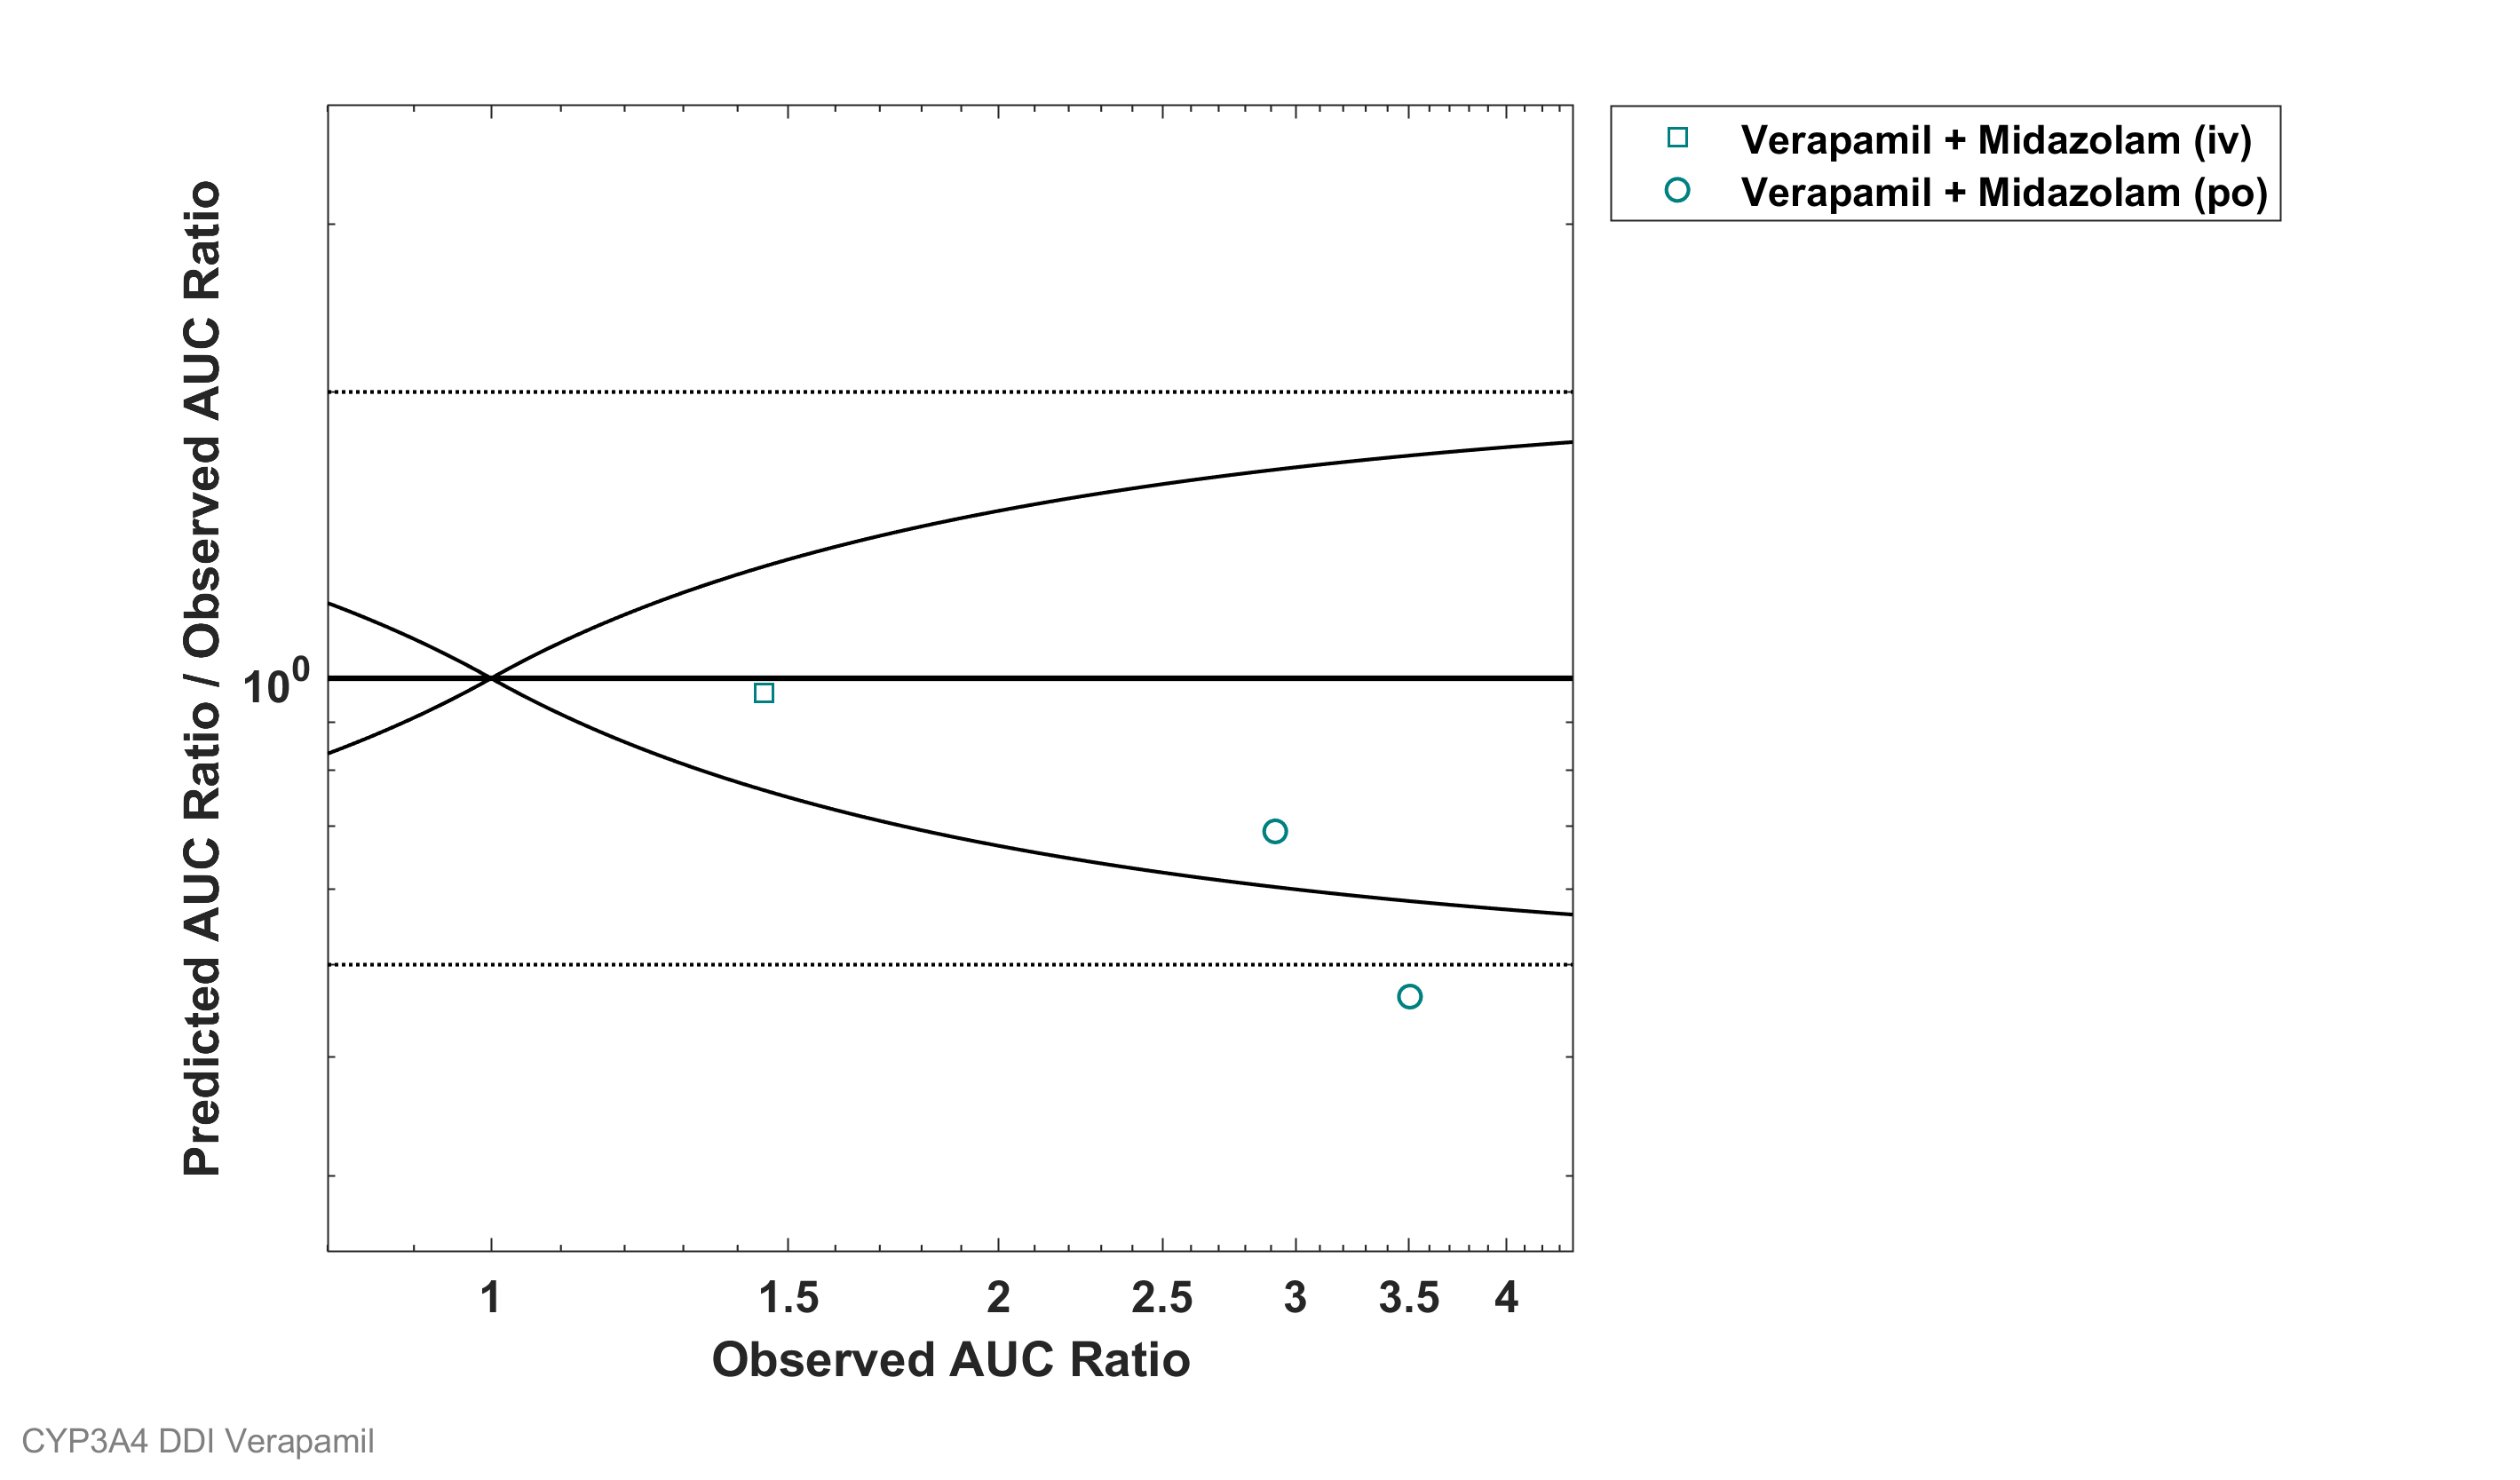 Verapamil + Midazolam (iv)
Verapamil + Midazolam (po)
Predicted AUC Ratio / Observed AUC Ratio
10⁰
1 1.5 2 2.5 3 3.5 4
Observed AUC Ratio
CYP3A4 DDI Verapamil